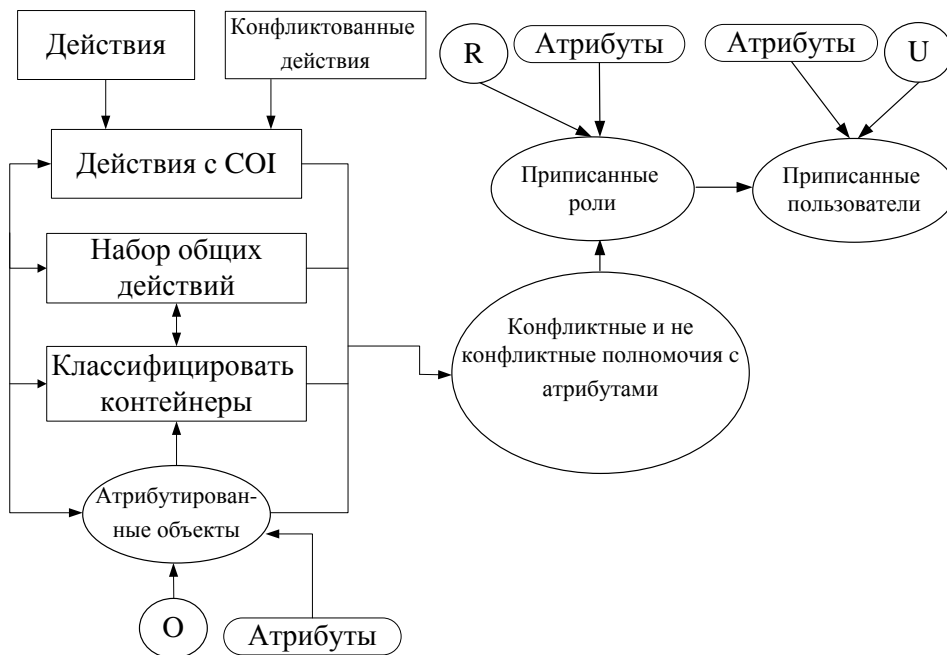 Действия
Конфликтованные
действия
R
Атрибуты
Атрибуты
U
Действия с COI
Приписанные
роли
Приписанные
пользователи
Набор общих
действий
Конфликтные и не
конфликтные полномочия с
атрибутами
Классифицировать
контейнеры
Атрибутирован-
ные объекты
O
Атрибуты